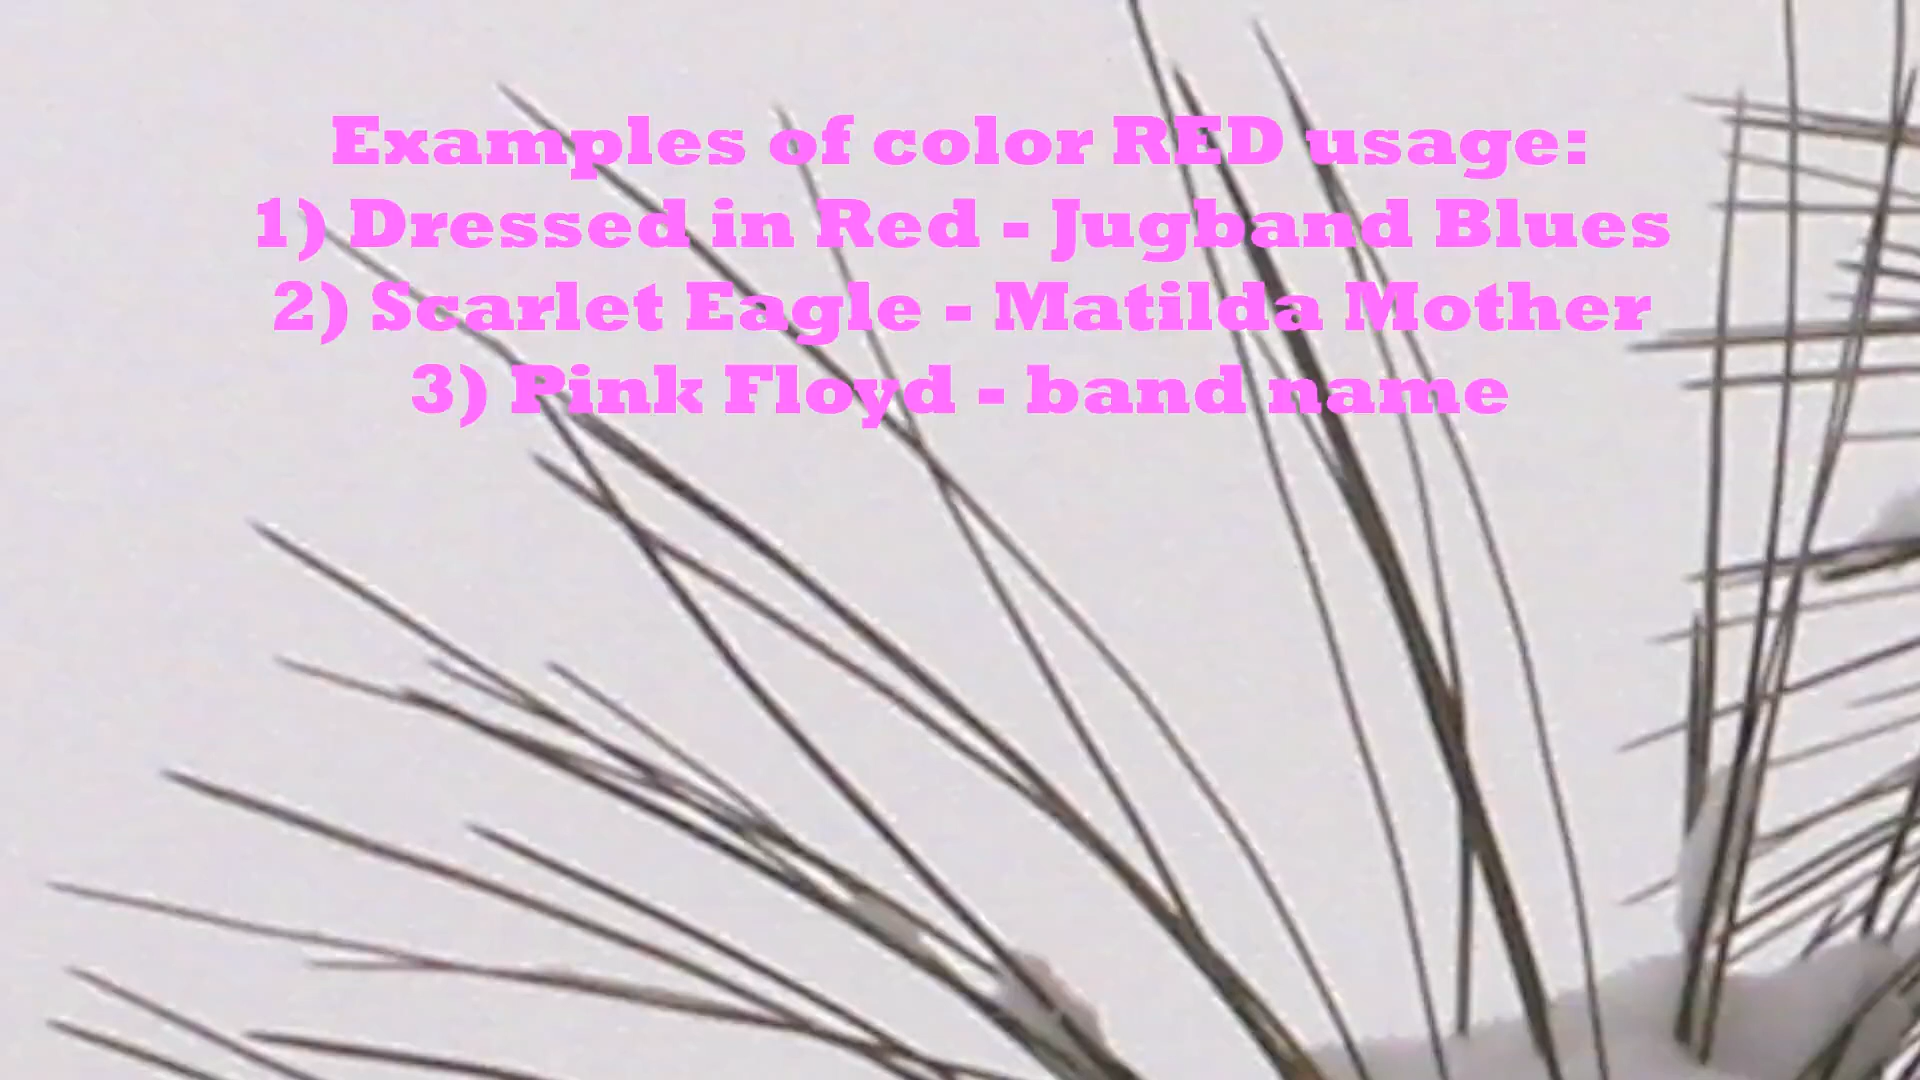 Examples of color RED usage:
1) Dressed in Red - Jugband Blues
2) Scarlet Eagle - Matilda Mother
3) Pink Floyd - band name